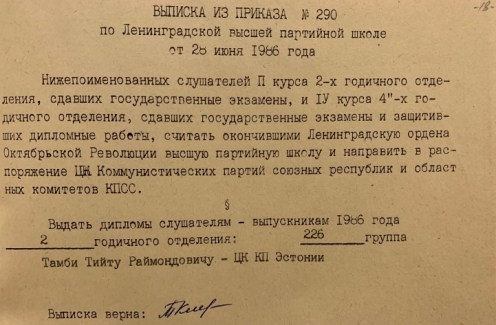 -18-
ВЫПИСКА ИЗ ПРИКАЗА № 290
по Ленинградской высшей партийной школе
от 28 июня 1986 года
Нижепоименованных слушателей П курса 2-х годичного отде-
ления, сдавших государственные экзамены, и IУ курса 4"-х го-
дичного отделения, сдавших государственные экзамены и защитив-
ших дипломные работы, считать окончившими Ленинградскую ордена
Октябрьской Революции высшую партийную школу и направить в рас-
поряжение ЦК Коммунистических партий союзных республик и област
ных комитетов КПСС.
§
Выдать дипломы слушателям - выпускникам 1986 года
2 годичного отделения: 226 группа
Тамби Тийту Раймондовичу - ЦК КП Эстонии
Выписка верна: